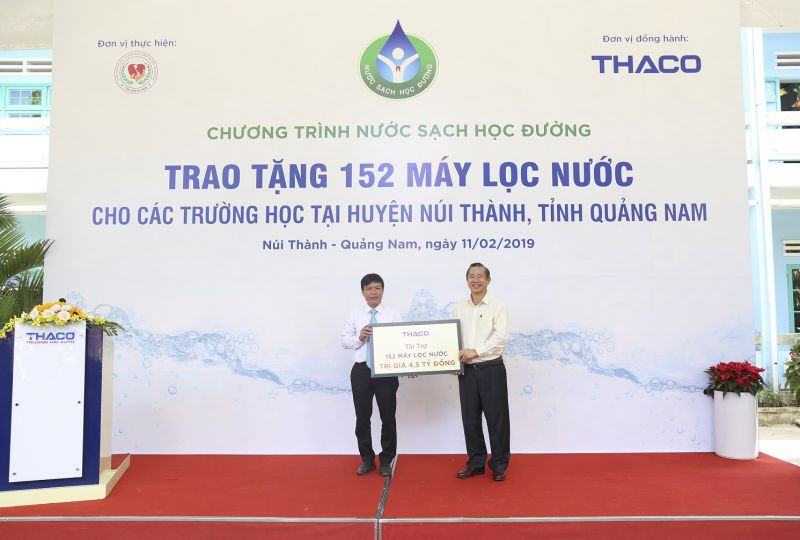 Đơn vị thực hiện:
Đơn vị đồng hành:
THACO
NƯỚC SẠCH HỌC ĐƯỜNG
CHƯƠNG TRÌNH NƯỚC SẠCH HỌC ĐƯỜNG
TRAO TẶNG 152 MÁY LỌC NƯỚC
CHO CÁC TRƯỜNG HỌC TẠI HUYỆN NÚI THÀNH, TỈNH QUẢNG NAM
Núi Thành - Quảng Nam, ngày 11/02/2019
THACO
TRUONG HAI AUTO
THACO
Tài Trợ
152 MÁY LỌC NƯỚC
TRỊ GIÁ 4,5 TỶ ĐỒNG